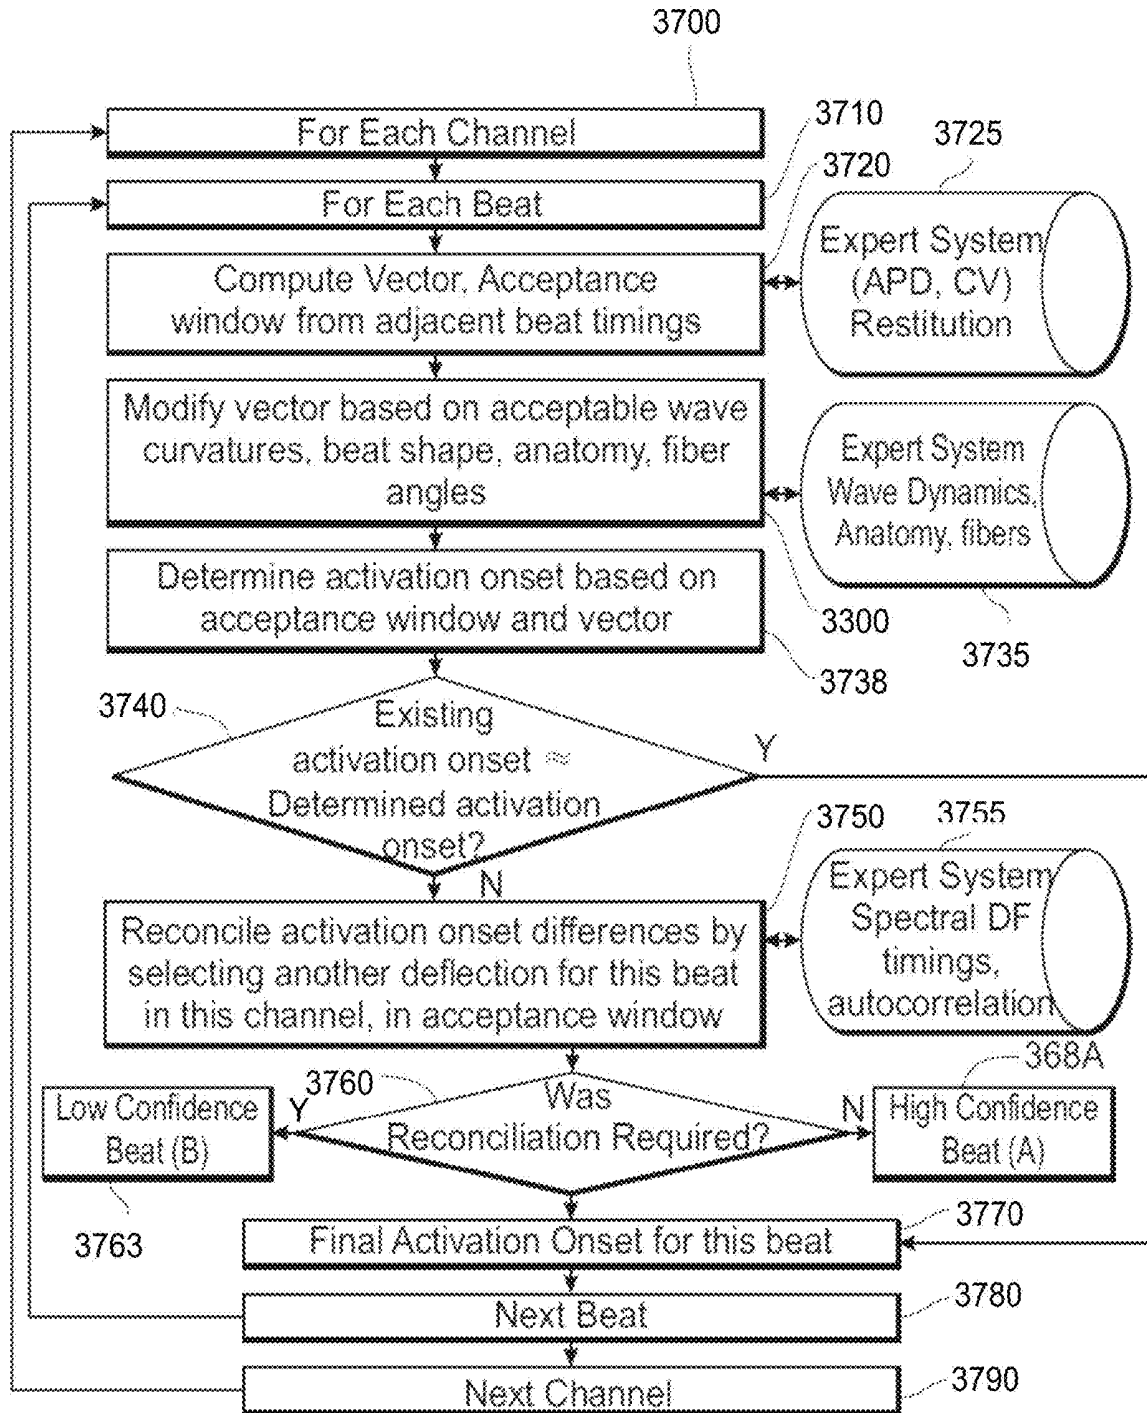 3700
For Each Channel
3710
For Each Beat
3720
3725
Compute Vector, Acceptance
window from adjacent beat timings
Expert System
(APD, CV)
Restitution
Modify vector based on acceptable wave
curvatures, beat shape, anatomy, fiber
angles
Expert System
Wave Dynamics,
Anatomy, fibers
3300
3735
Determine activation onset based on
acceptance window and vector
3738
3740
Existing
activation onset ≈
Determined activation
onset?
Y
N
3750
3755
Reconcile activation onset differences by
selecting another deflection for this beat
in this channel, in acceptance window
Expert System
Spectral DF
timings,
autocorrelation
3760
Was
Reconciliation Required?
Y
N
Low Confidence
Beat (B)
3763
368A
High Confidence
Beat (A)
3770
Final Activation Onset for this beat
3780
Next Beat
3790
Next Channel